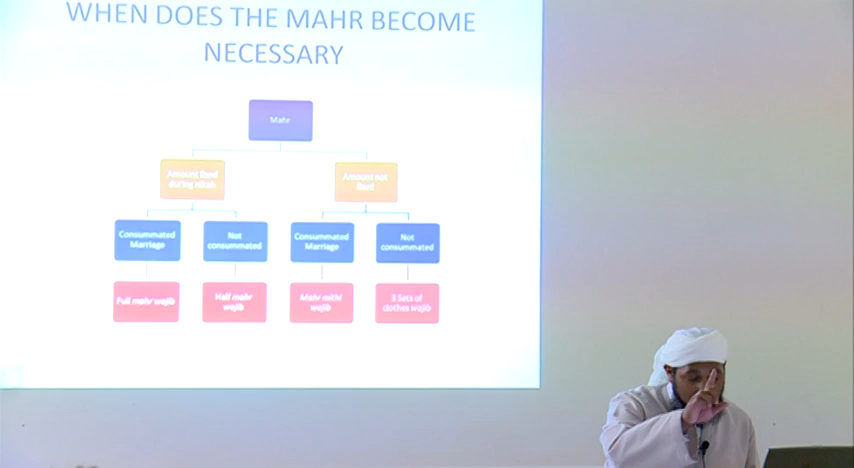 WHEN DOES THE MAHR BECOME
NECESSARY
Mahr
Amount fixed
during nikah
Amount not
fixed
Consummated
Marriage
Not
consummated
Consummated
Marriage
Not
consummated
Full mahr wajib
Half mahr
wajib
Mahr mithl
wajib
3 Sets of
clothes wajib